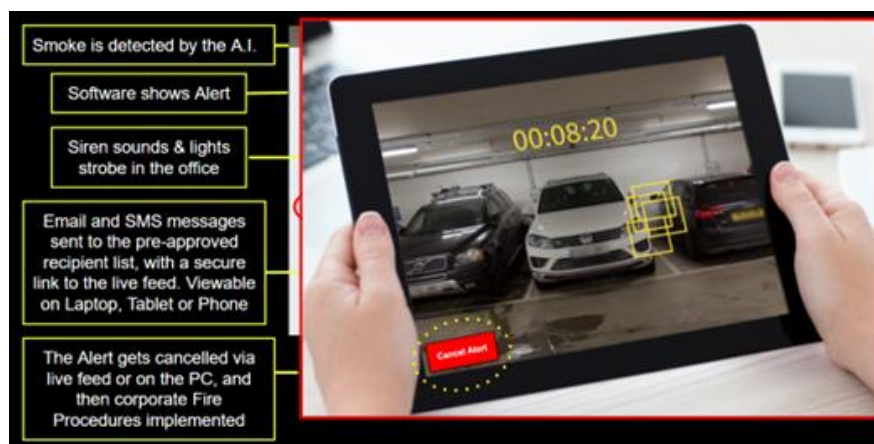 Smoke is detected by the A.I.
Software shows Alert
Siren sounds & lights
strobe in the office
Email and SMS messages
sent to the pre-approved
recipient list, with a secure
link to the live feed. Viewable
on Laptop, Tablet or Phone
The Alert gets cancelled via
live feed or on the PC, and
then corporate Fire
Procedures implemented
00:08:20
Cancel Alert